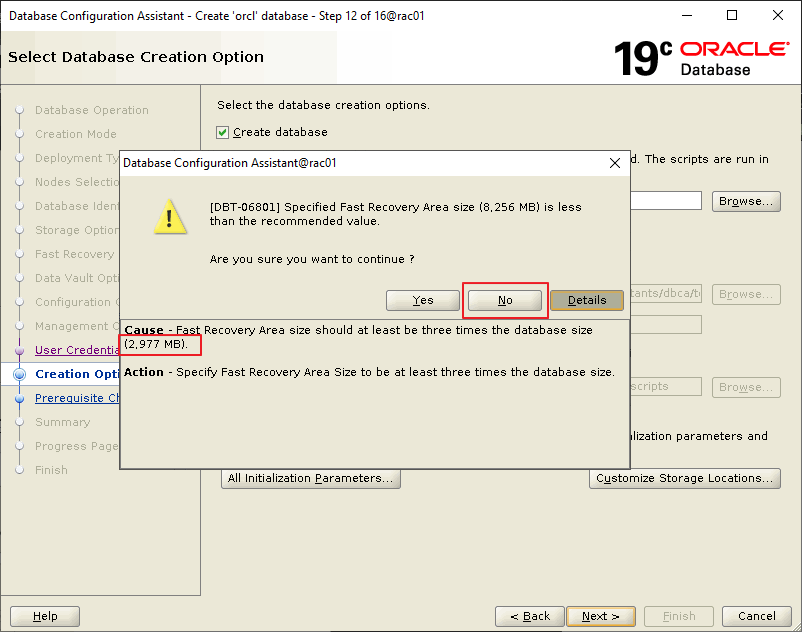 Database Configuration Assistant - Create 'orcl' database - Step 12 of 16@rac01
Select Database Creation Option
19c ORACLE
Database
Database Operation
Creation Mode
Deployment Ty
Nodes Selectio
Database Ident
Storage Option
Fast Recovery
Data Vault Opti
Configuration
Management
User Credentia
Creation Opti
Prerequisite Ch
Summary
Progress Page
Finish
Select the database creation options.
Create database
d. The scripts are run in
Browse...
Database Configuration Assistant@rac01
[DBT-06801] Specified Fast Recovery Area size (8,256 MB) is less
than the recommended value.
Are you sure you want to continue ?
Yes
No
Details
Cause - Fast Recovery Area size should at least be three times the database size
(2,977 MB).
Action - Specify Fast Recovery Area Size to be at least three times the database size.
tants/dbca/t
Browse...
scripts
Browse...
lization parameters and
All Initialization Parameters...
Customize Storage Locations...
Help
< Back
Next >
Finish
Cancel